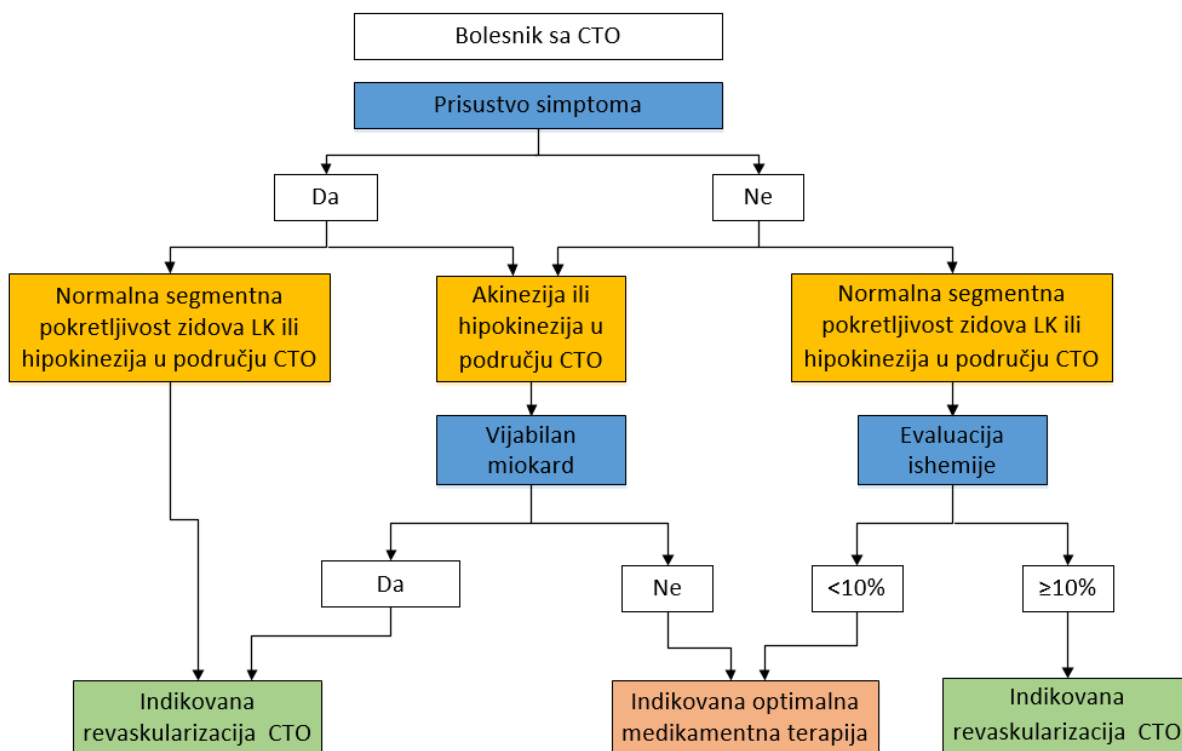 Bolesnik sa CTO
Prisustvo simptoma
Da
Ne
Normalna segmentna
pokretljivost zidova LK ili
hipokinezija u području CTO
Akinezija ili
hipokinezija u
području CTO
Normalna segmentna
pokretljivost zidova LK ili
hipokinezija u području CTO
Vijabilan
miokard
Evaluacija
ishemije
Da
Ne
<10%
≥10%
Indikovana
revaskularizacija CTO
Indikovana optimalna
medikamentna terapija
Indikovana
revaskularizacija CTO